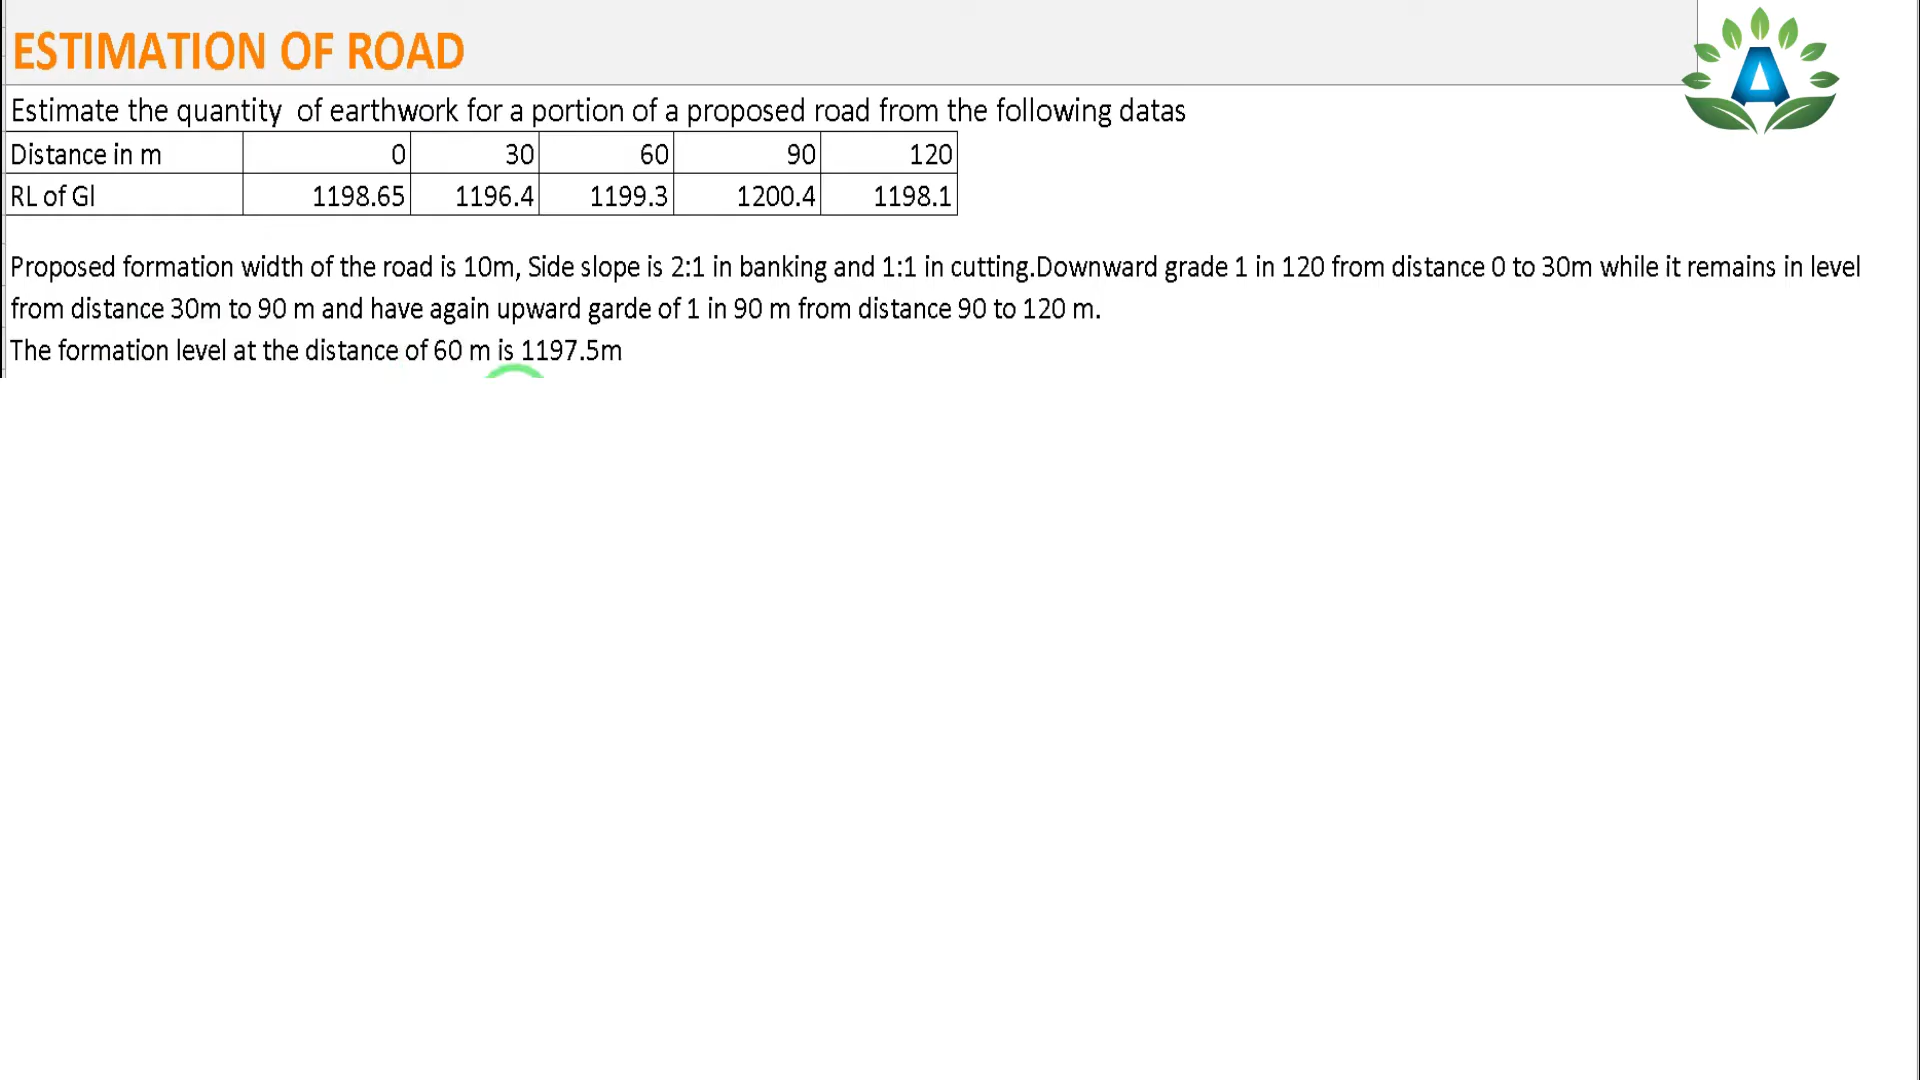 ESTIMATION OF ROAD
A
Estimate the quantity of earthwork for a portion of a proposed road from the following datas
Distance in m 0 30 60 90 120
RL of Gl 1198.65 1196.4 1199.3 1200.4 1198.1
Proposed formation width of the road is 10m, Side slope is 2:1 in banking and 1:1 in cutting.Downward grade 1 in 120 from distance 0 to 30m while it remains in level
from distance 30m to 90 m and have again upward garde of 1 in 90 m from distance 90 to 120 m.
The formation level at the distance of 60 m is 1197.5m